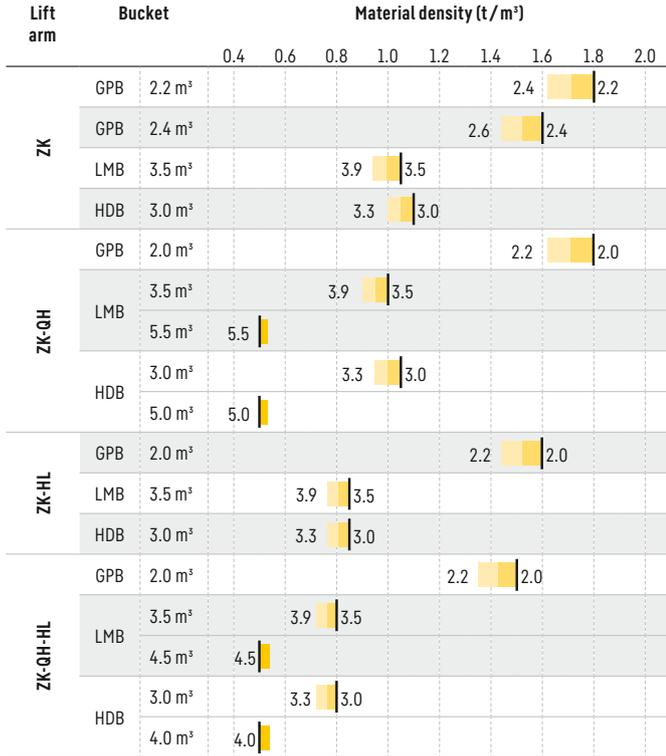 Lift arm Bucket Material density (t/m³)
0.4 0.6 0.8 1.0 1.2 1.4 1.6 1.8 2.0
ZK
GPB 2.2 m³ 2.4 2.2
GPB 2.4 m³ 2.6 2.4
LMB 3.5 m³ 3.9 3.5
HDB 3.0 m³ 3.3 3.0
ZK-QH
GPB 2.0 m³ 2.2 2.0
LMB
3.5 m³ 3.9 3.5
5.5 m³ 5.5
HDB
3.0 m³ 3.3 3.0
5.0 m³ 5.0
ZK-HL
GPB 2.0 m³ 2.2 2.0
LMB 3.5 m³ 3.9 3.5
HDB 3.0 m³ 3.3 3.0
ZK-QH-HL
GPB 2.0 m³ 2.2 2.0
LMB
3.5 m³ 3.9 3.5
4.5 m³ 4.5
HDB
3.0 m³ 3.3 3.0
4.0 m³ 4.0